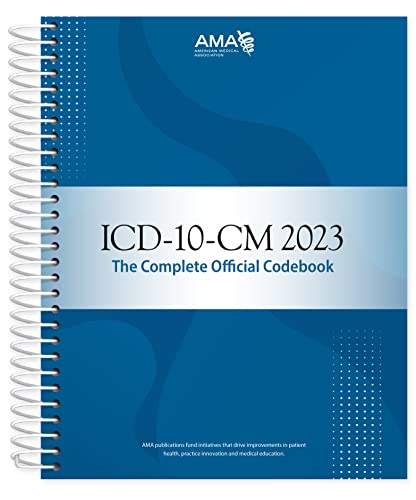 AMA
AMERICAN MEDICAL
ASSOCIATION
ICD-10-CM 2023
The Complete Official Codebook
AMA publications fund initiatives that drive improvements in patient
health, practice innovation and medical education.